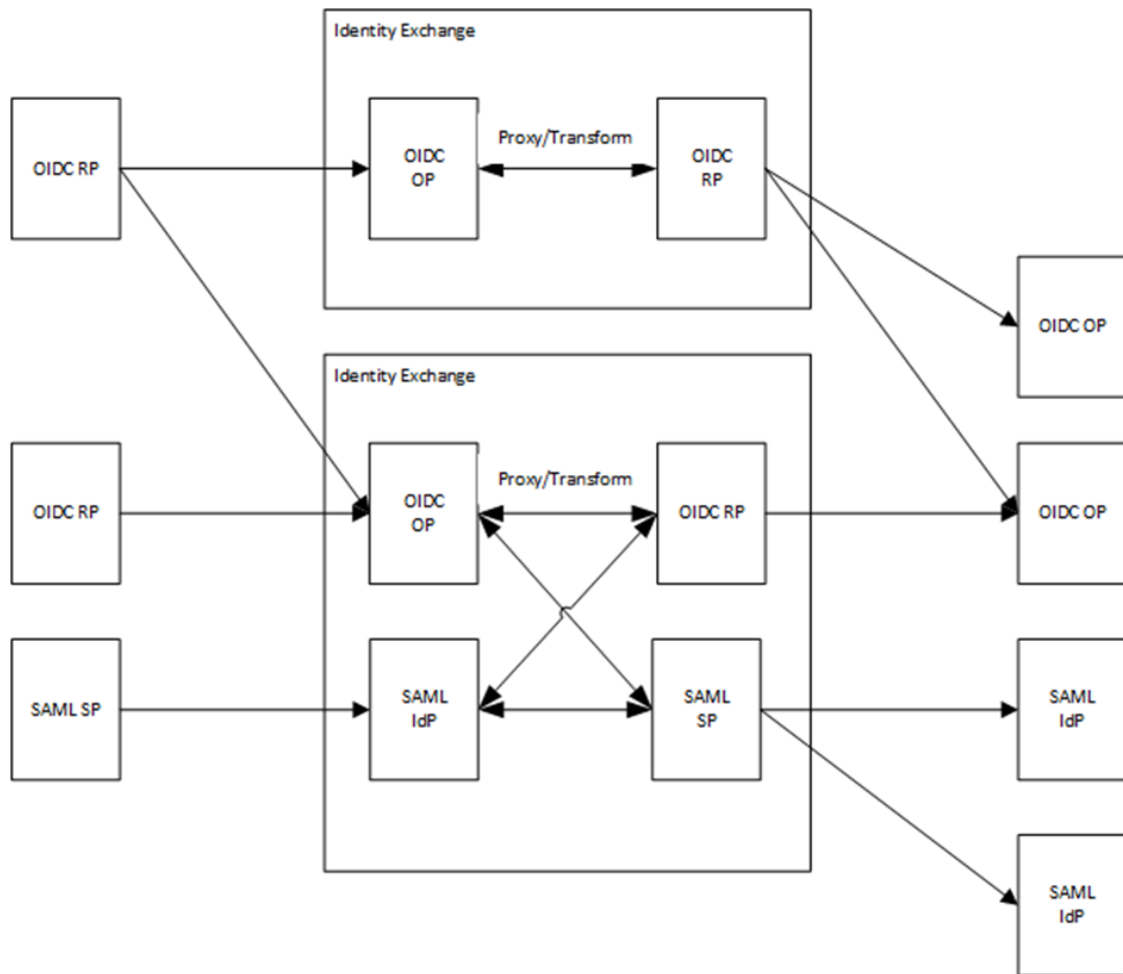 Identity Exchange
OIDC RP
OIDC
OP
Proxy/Transform
OIDC
RP
OIDC OP
Identity Exchange
OIDC RP
OIDC
OP
Proxy/Transform
OIDC RP
OIDC OP
SAML SP
SAML
IdP
SAML
SP
SAML
IdP
SAML
IdP